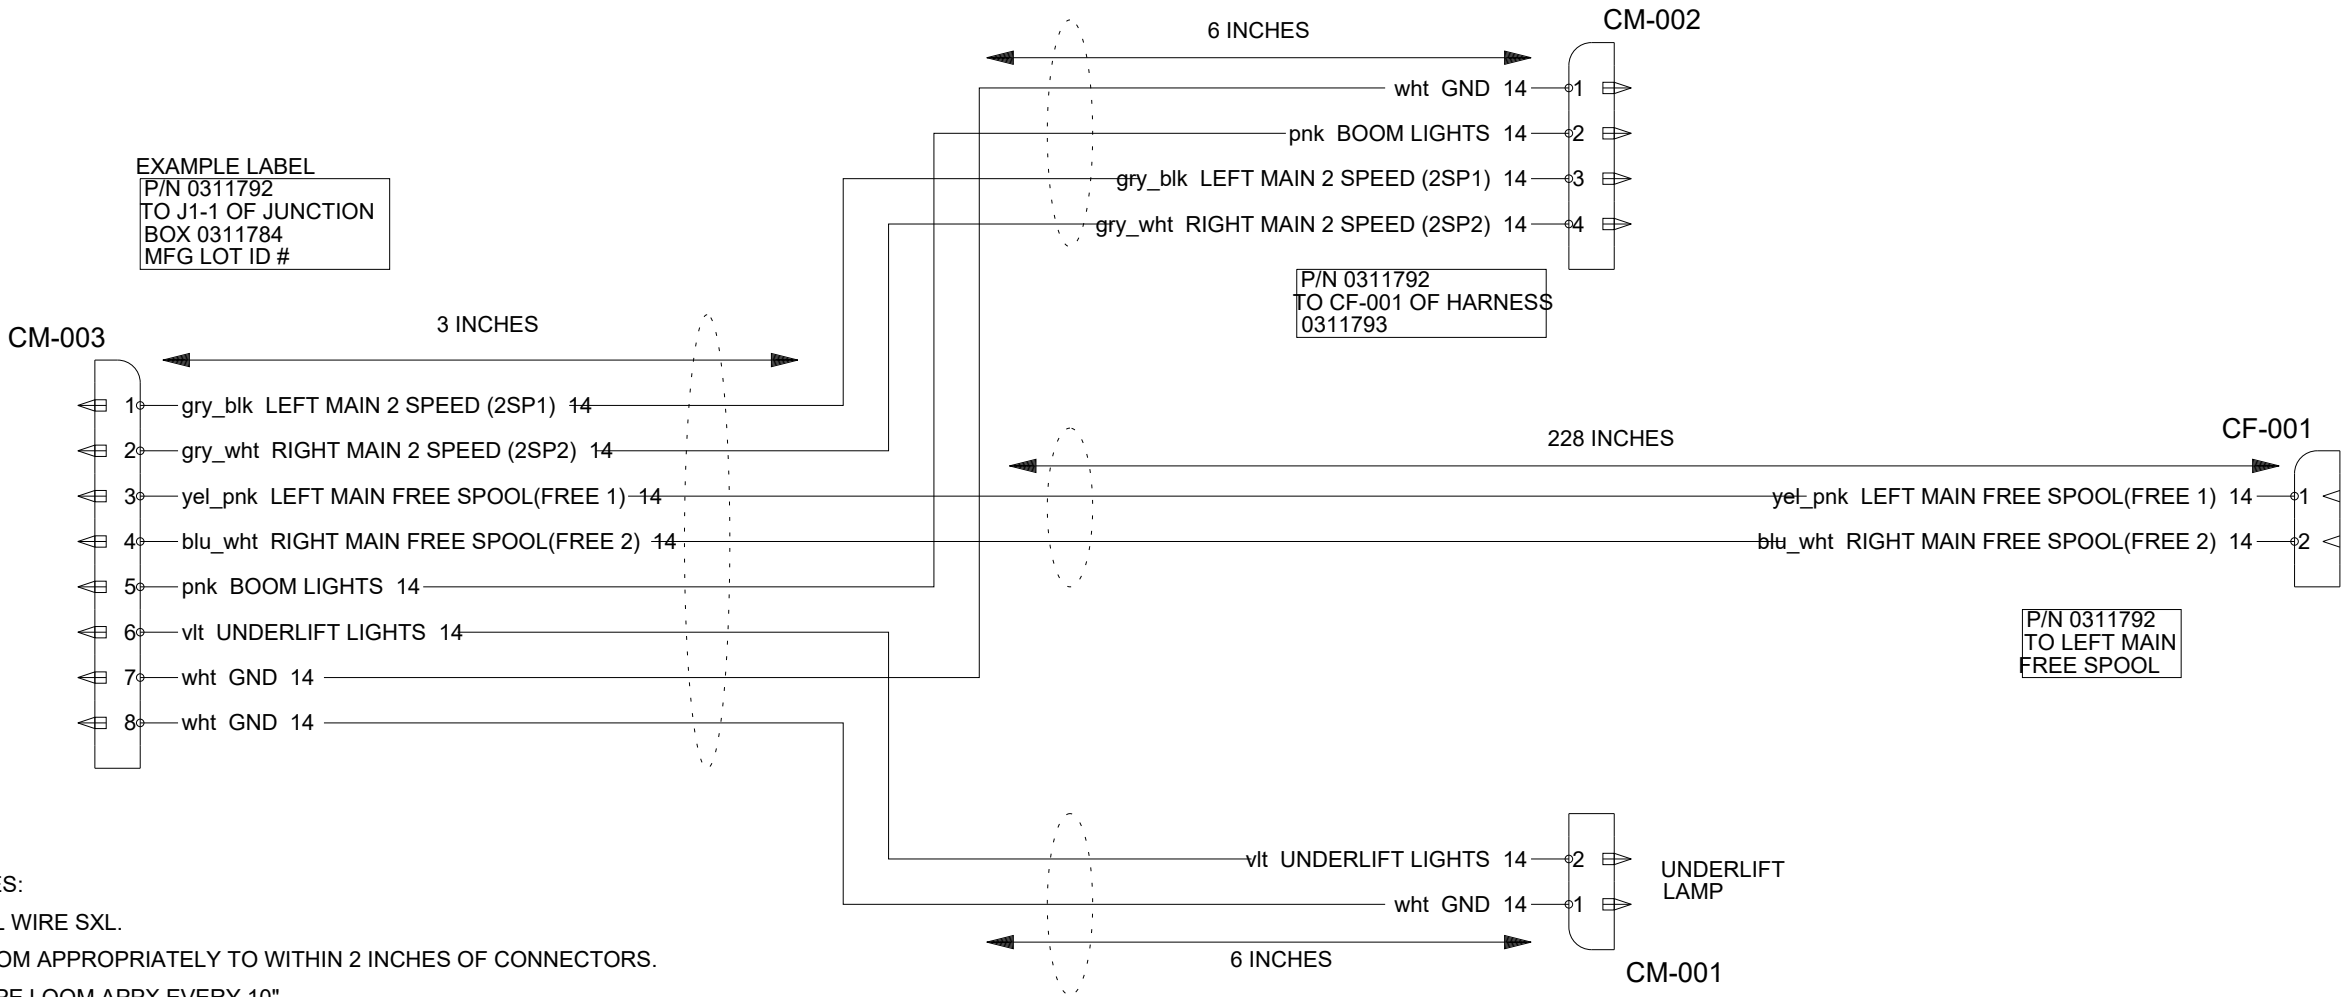 CM-002
6 INCHES
wht GND 14 1
pnk BOOM LIGHTS 14 2
gry_blk LEFT MAIN 2 SPEED (2SP1) 14 3
gry_wht RIGHT MAIN 2 SPEED (2SP2) 14 4
P/N 0311792
TO CF-001 OF HARNESS
0311793
EXAMPLE LABEL
P/N 0311792
TO J1-1 OF JUNCTION
BOX 0311784
MFG LOT ID #
CM-003
3 INCHES
1 gry_blk LEFT MAIN 2 SPEED (2SP1) 14
2 gry_wht RIGHT MAIN 2 SPEED (2SP2) 14
3 yel_pnk LEFT MAIN FREE SPOOL(FREE 1) 14
4 blu_wht RIGHT MAIN FREE SPOOL(FREE 2) 14
5 pnk BOOM LIGHTS 14
6 vlt UNDERLIFT LIGHTS 14
7 wht GND 14
8 wht GND 14
228 INCHES
CF-001
yel_pnk LEFT MAIN FREE SPOOL(FREE 1) 14 1
blu_wht RIGHT MAIN FREE SPOOL(FREE 2) 14 2
P/N 0311792
TO LEFT MAIN
FREE SPOOL
vlt UNDERLIFT LIGHTS 14 2
wht GND 14 1
UNDERLIFT
LAMP
6 INCHES
CM-001
ES:
WIRE SXL.
OM APPROPRIATELY TO WITHIN 2 INCHES OF CONNECTORS.
LOOM APPX EVERY 10"